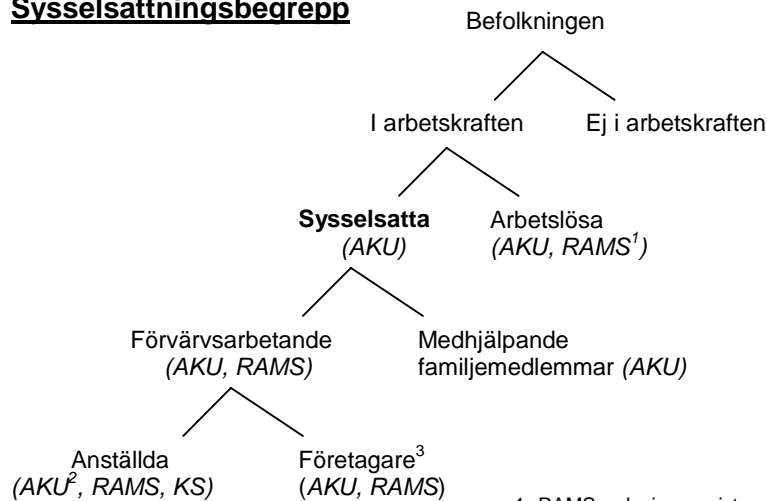 Sysselsättningsbegrepp
Befolkningen
I arbetskraften Ej i arbetskraften
Sysselsatta Arbetslösa
(AKU) (AKU, RAMS¹)
Förvärvsarbetande Medhjälpande
(AKU, RAMS) familjemedlemmar (AKU)
Anställda Företagare³
(AKU², RAMS, KS) (AKU, RAMS)